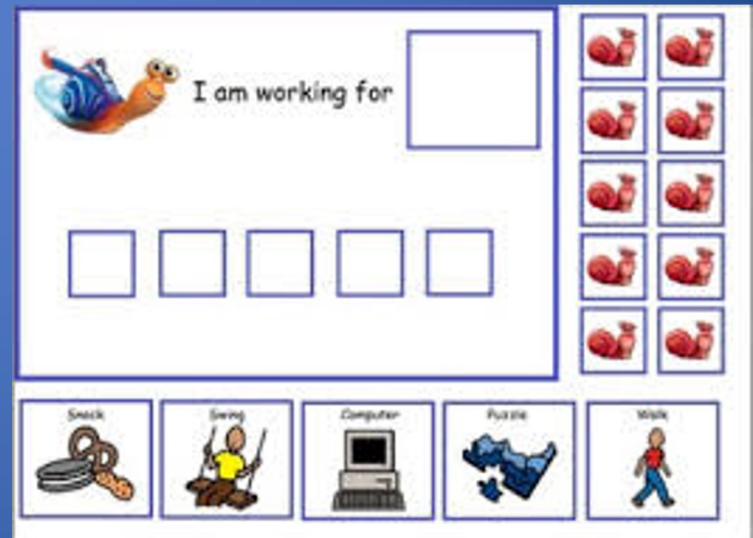 I am working for
Snack
Swing
Computer
Puzzle
Walk